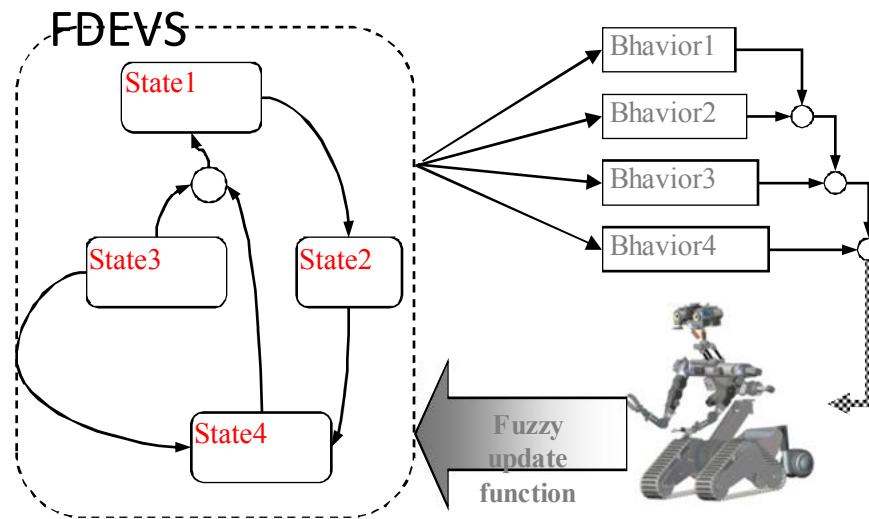 FDEVS
State1
State3
State2
State4
Bhavior1
Bhavior2
Bhavior3
Bhavior4
Fuzzy
update
function